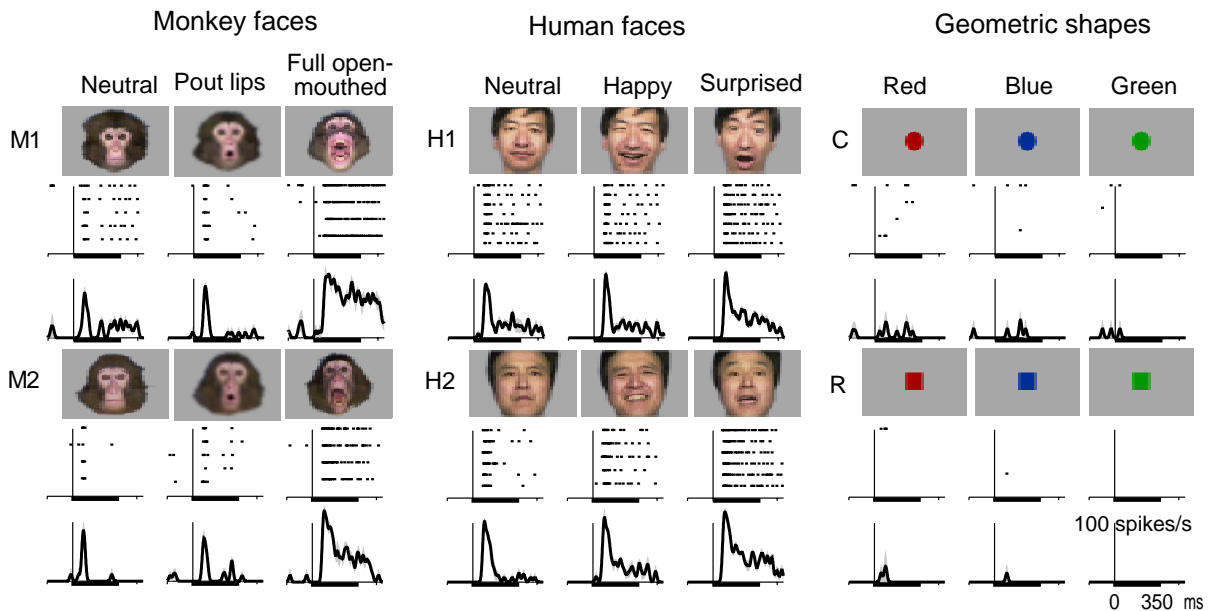 Monkey faces
Human faces
Geometric shapes
Neutral
Pout lips
Full open-
mouthed
Neutral
Happy
Surprised
Red
Blue
Green
M1
H1
C
M2
H2
R
100 spikes/s
0 350 ms